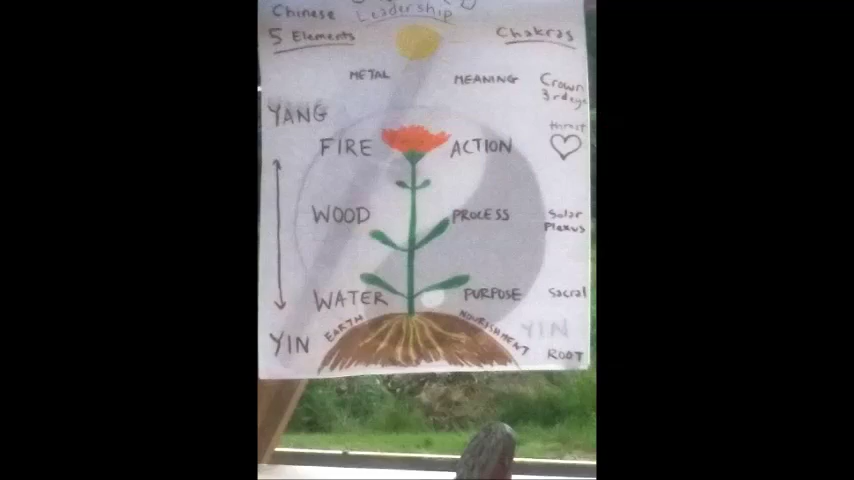 Chinese Leadership
5 Elements Chakras
METAL MEANING Crown
3rd eye
YANG
throat
FIRE ACTION
WOOD PROCESS Solar
Plexus
WATER PURPOSE Sacral
EARTH NOURISHMENT
YIN YIN
ROOT